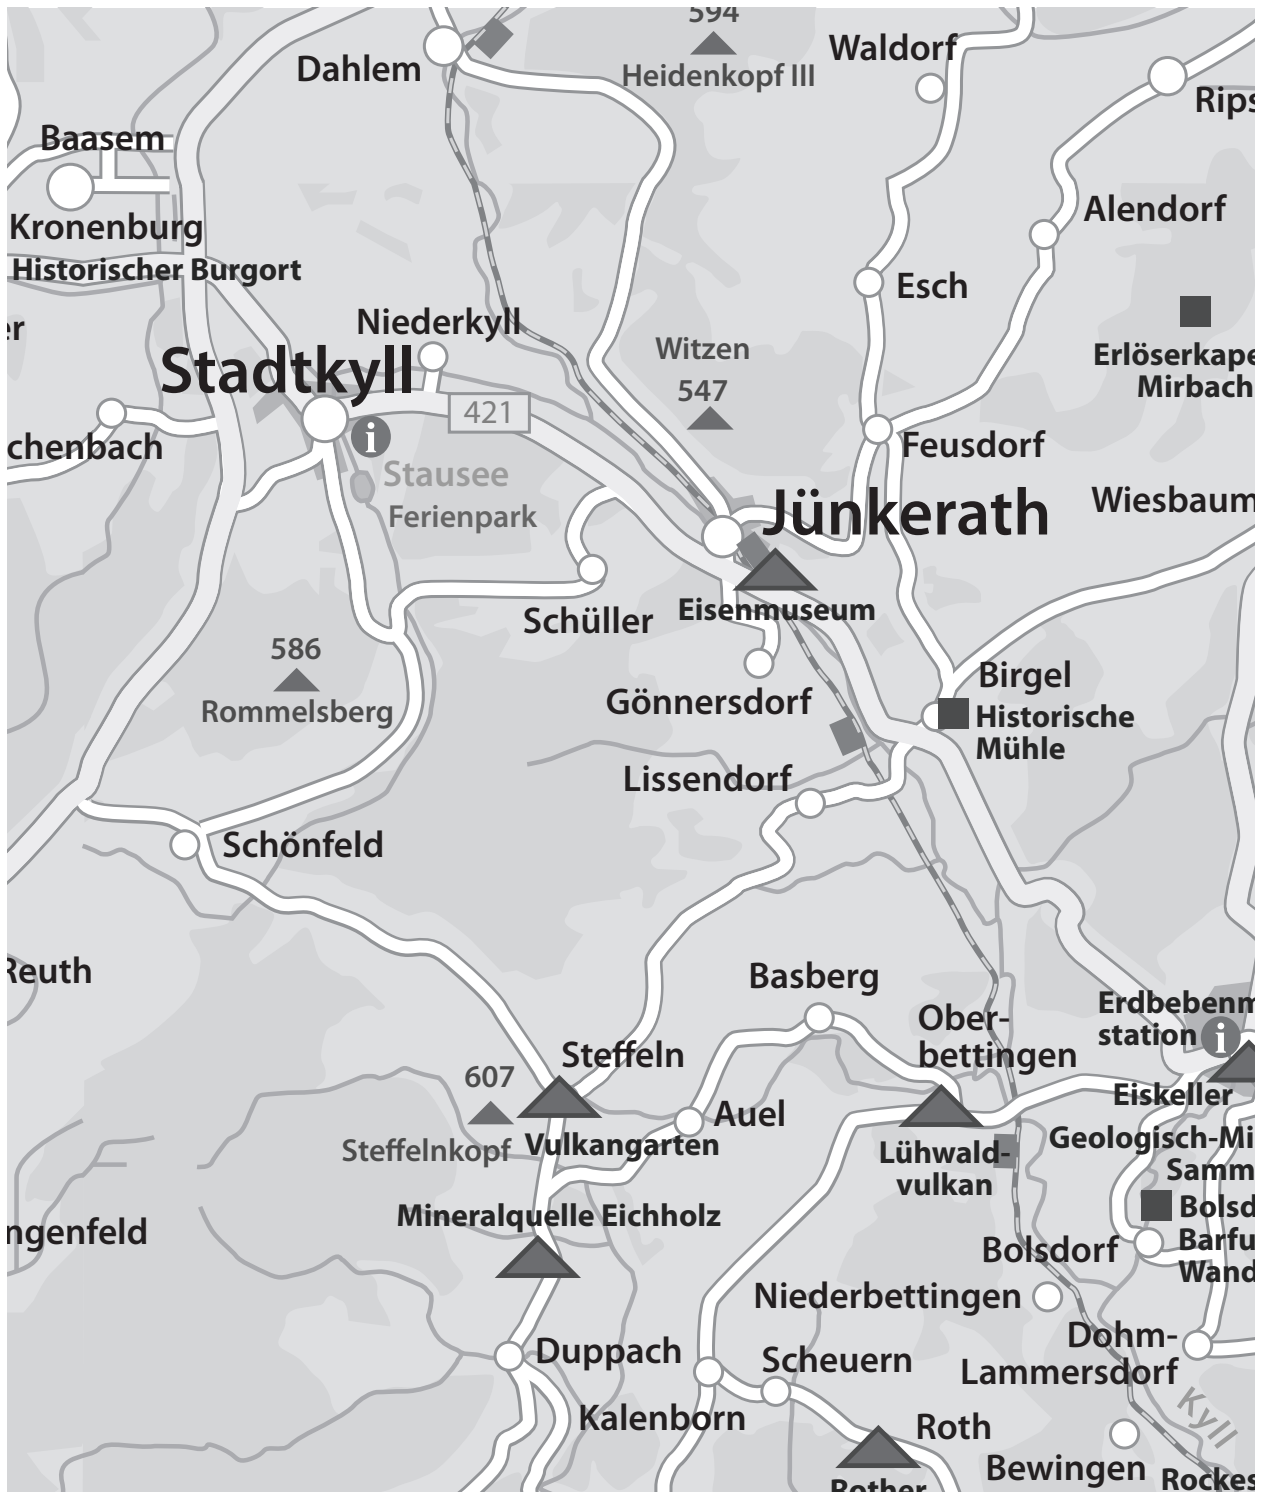 594
Heidenkopf III
Waldorf
Dahlem
Rips
Baasem
Alendorf
Kronenburg
Historischer Burgort
Esch
er
Niederkyll
Stadtkyll
Witzen
547
Erlöserkape
Mirbach
421
chenbach
Feusdorf
Stausee
Ferienpark
Wiesbaum
Jünkerath
Schüller
Eisenmuseum
586
Rommelsberg
Gönnersdorf
Birgel
Historische
Mühle
Lissendorf
Schönfeld
Reuth
Basberg
Ober-
bettingen
Erdbebenm
station
Steffeln
607
Eiskeller
Auel
Steffelnkopf
Vulkangarten
Lühwald-
vulkan
Geologisch-Mi
Samm
Mineralquelle Eichholz
Bolsd
Barfu
Wand
ngenfeld
Bolsdorf
Niederbettingen
Duppach
Scheuern
Dohm-
Lammersdorf
Kalenborn
Roth
Kyll
Bewingen
Rother
Rockes